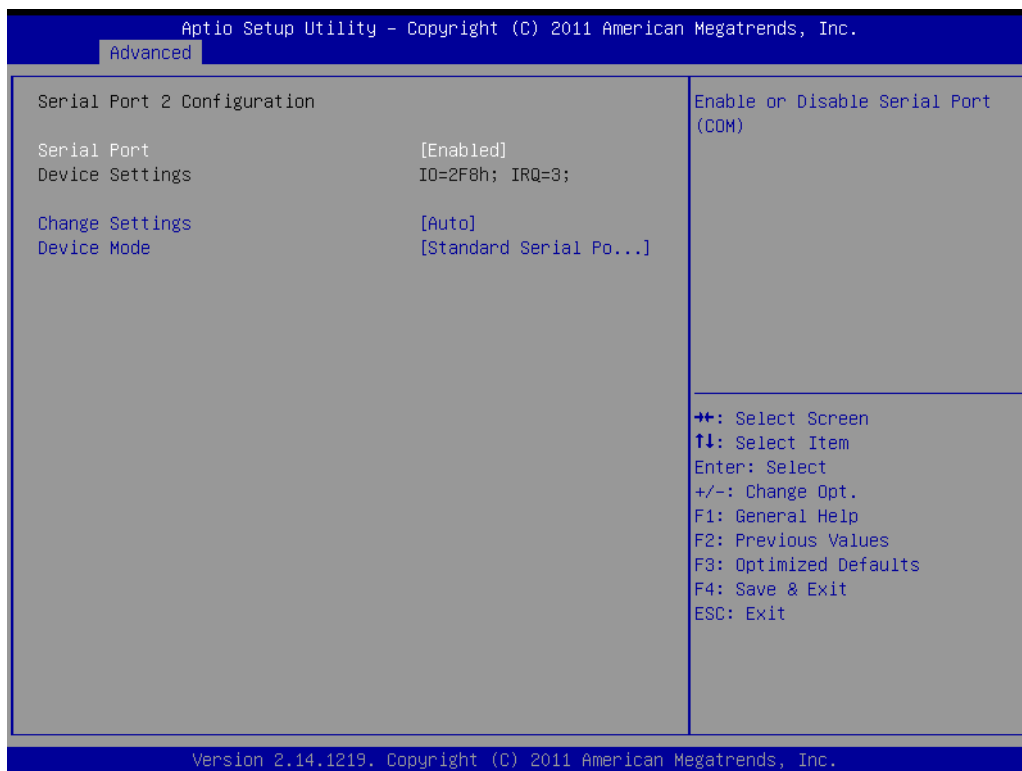 Aptio Setup Utility – Copyright (C) 2011 American Megatrends, Inc.
Advanced
Serial Port 2 Configuration
Serial Port [Enabled]
Device Settings IO=2F8h; IRQ=3;
Change Settings [Auto]
Device Mode [Standard Serial Po...]
Enable or Disable Serial Port
(COM)
→←: Select Screen
↑↓: Select Item
Enter: Select
+/-: Change Opt.
F1: General Help
F2: Previous Values
F3: Optimized Defaults
F4: Save & Exit
ESC: Exit
Version 2.14.1219. Copyright (C) 2011 American Megatrends, Inc.